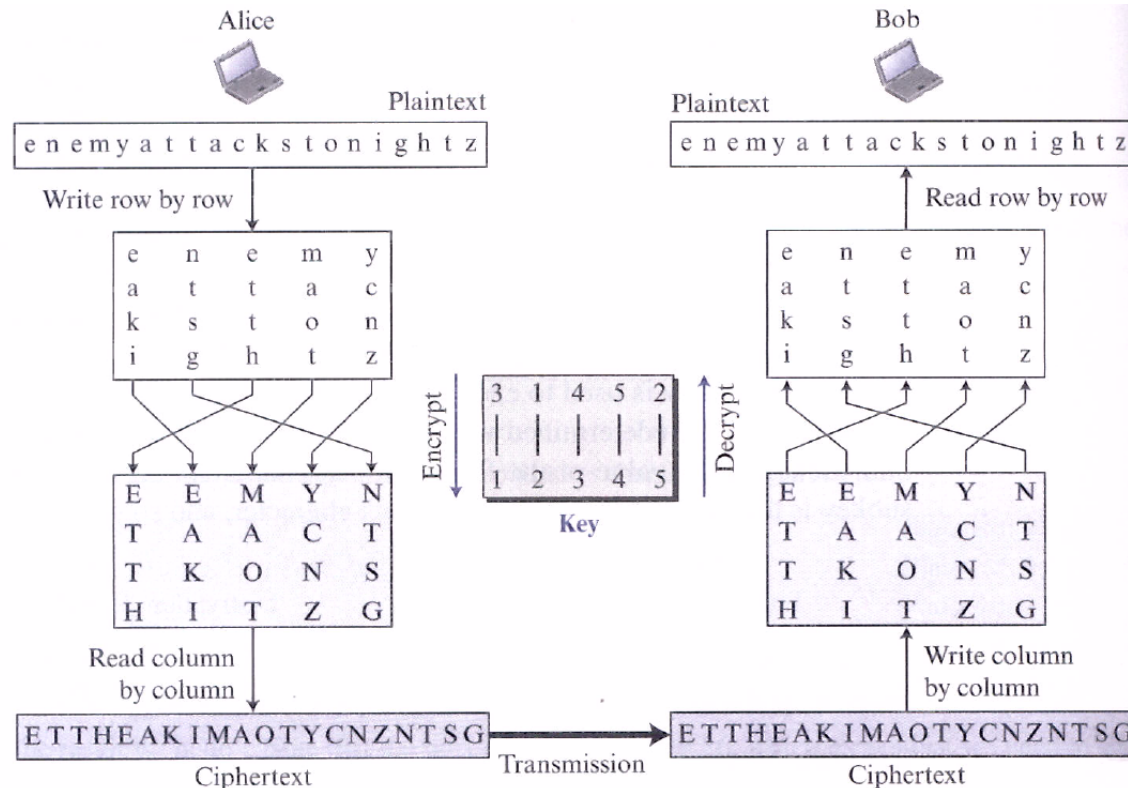 Alice
Bob
Plaintext
Plaintext
e n e m y a t t a c k s t o n i g h t z
e n e m y a t t a c k s t o n i g h t z
Write row by row
Read row by row
e n e m y
a t t a c
k s t o n
i g h t z
e n e m y
a t t a c
k s t o n
i g h t z
Encrypt
3 4 5 2
1 2 3 4 5
Key
Decrypt
E E M Y N
T A A C T
T K O N S
H I T Z G
E E M Y N
T A A C T
T K O N S
H I T Z G
Read column
by column
Write column
by column
ETTHEAKIMAOTYCNZNTSG
ETTHEAKIMAOTYCNZNTSG
Ciphertext
Transmission
Ciphertext